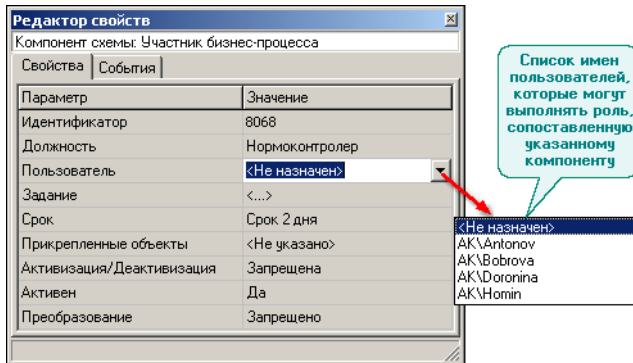 Редактор свойств
Компонент схемы: Участник бизнес-процесса
Свойства События
Параметр Значение
Идентификатор 8068
Должность Нормоконтролер
Пользователь <Не назначен>
Задание <...>
Срок Срок 2 дня
Прикрепленные объекты <Не указано>
Активизация/Деактивизация Запрещена
Активен Да
Преобразование Запрещено
Список имен
пользователей,
которые могут
выполнять роль,
сопоставленную
указанному
компоненту
<Не назначен>
AK\Antonov
AK\Bobrova
AK\Doronina
AK\Homin